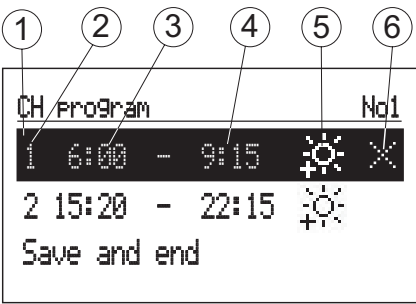 1 2 3 4 5 6
CH program No1
1 6:00 - 9:15
2 15:20 - 22:15
Save and end